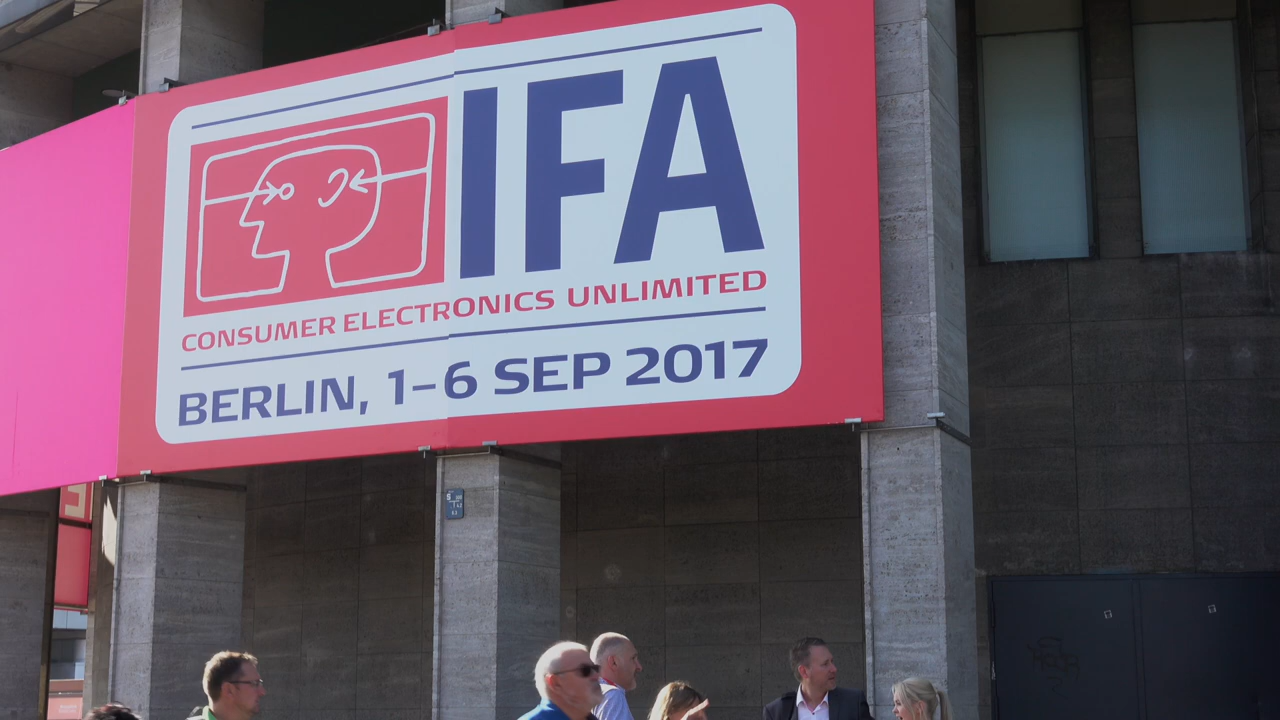 IFA
CONSUMER ELECTRONICS UNLIMITED
BERLIN, 1–6 SEP 2017